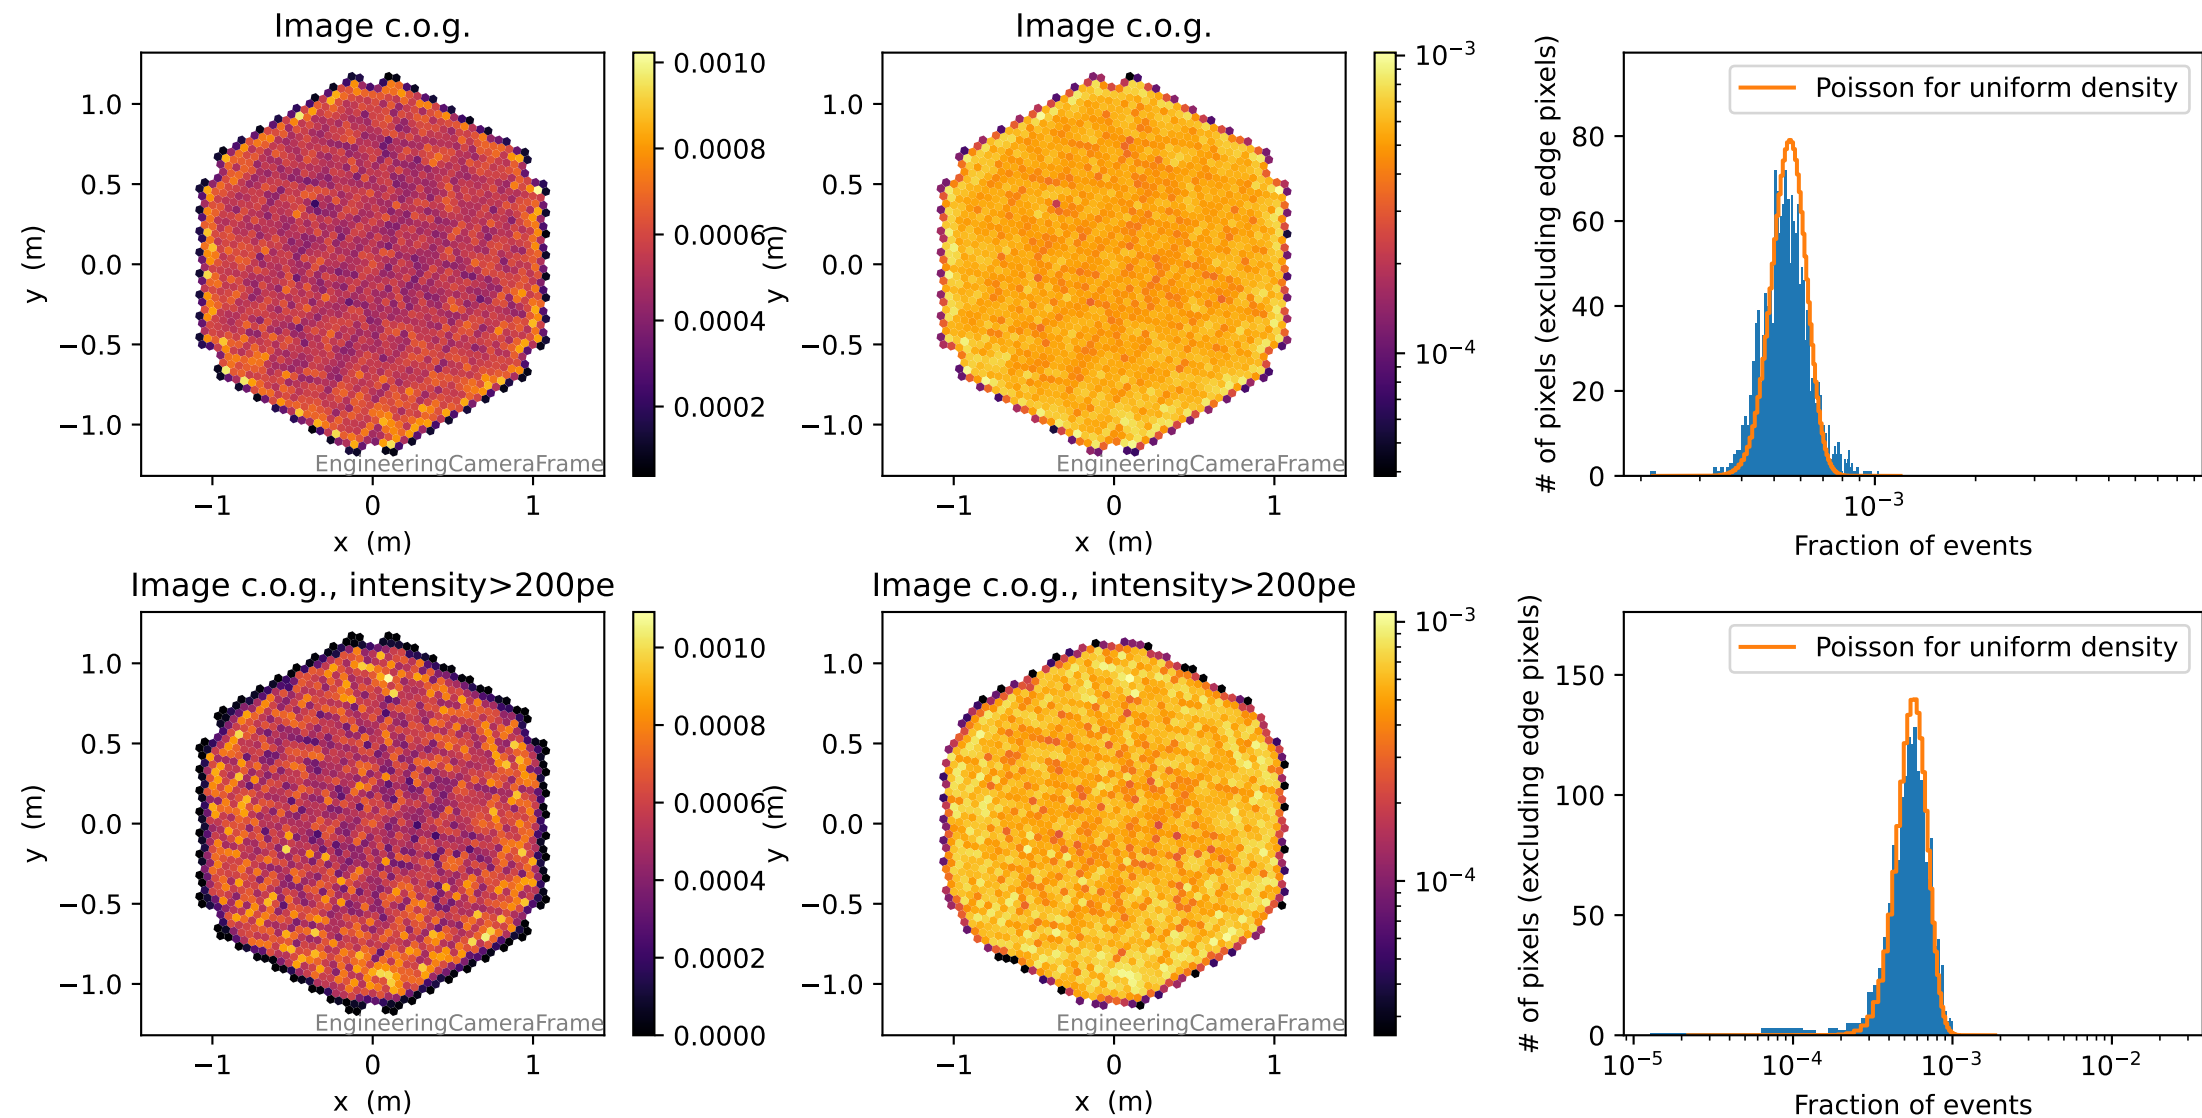 Image c.o.g.
1.0
0.5
0.0
−0.5
−1.0
y (m)
−1
0
1
x (m)
EngineeringCameraFrame
0.0010
0.0008
0.0006
0.0004
0.0002
Image c.o.g.
1.0
0.5
0.0
−0.5
−1.0
y (m)
−1
0
1
x (m)
EngineeringCameraFrame
10⁻³
10⁻⁴
Poisson for uniform density
# of pixels (excluding edge pixels)
80
60
40
20
0
10⁻³
Fraction of events
Image c.o.g., intensity>200pe
1.0
0.5
0.0
−0.5
−1.0
y (m)
−1
0
1
x (m)
EngineeringCameraFrame
0.0010
0.0008
0.0006
0.0004
0.0002
0.0000
Image c.o.g., intensity>200pe
1.0
0.5
0.0
−0.5
−1.0
y (m)
−1
0
1
x (m)
EngineeringCameraFrame
10⁻³
10⁻⁴
Poisson for uniform density
# of pixels (excluding edge pixels)
150
100
50
0
10⁻⁵
10⁻⁴
10⁻³
10⁻²
Fraction of events